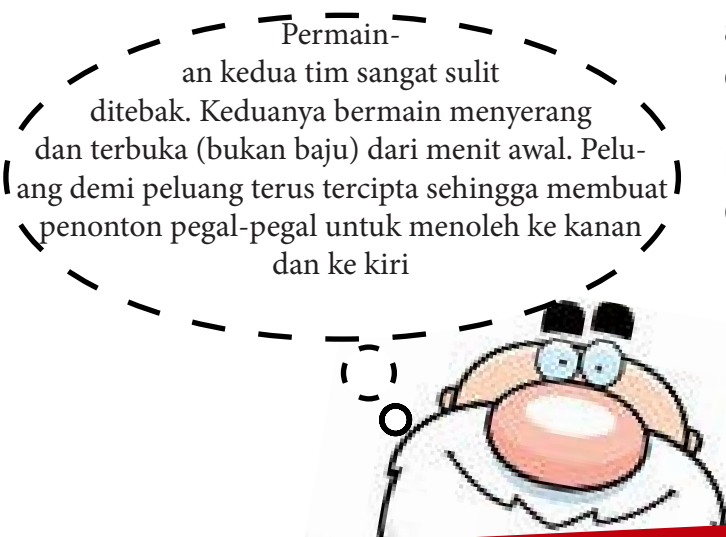 Permain-
an kedua tim sangat sulit
ditebak. Keduanya bermain menyerang
dan terbuka (bukan baju) dari menit awal. Pelu-
ang demi peluang terus tercipta sehingga membuat
penonton pegal-pegal untuk menoleh ke kanan
dan ke kiri